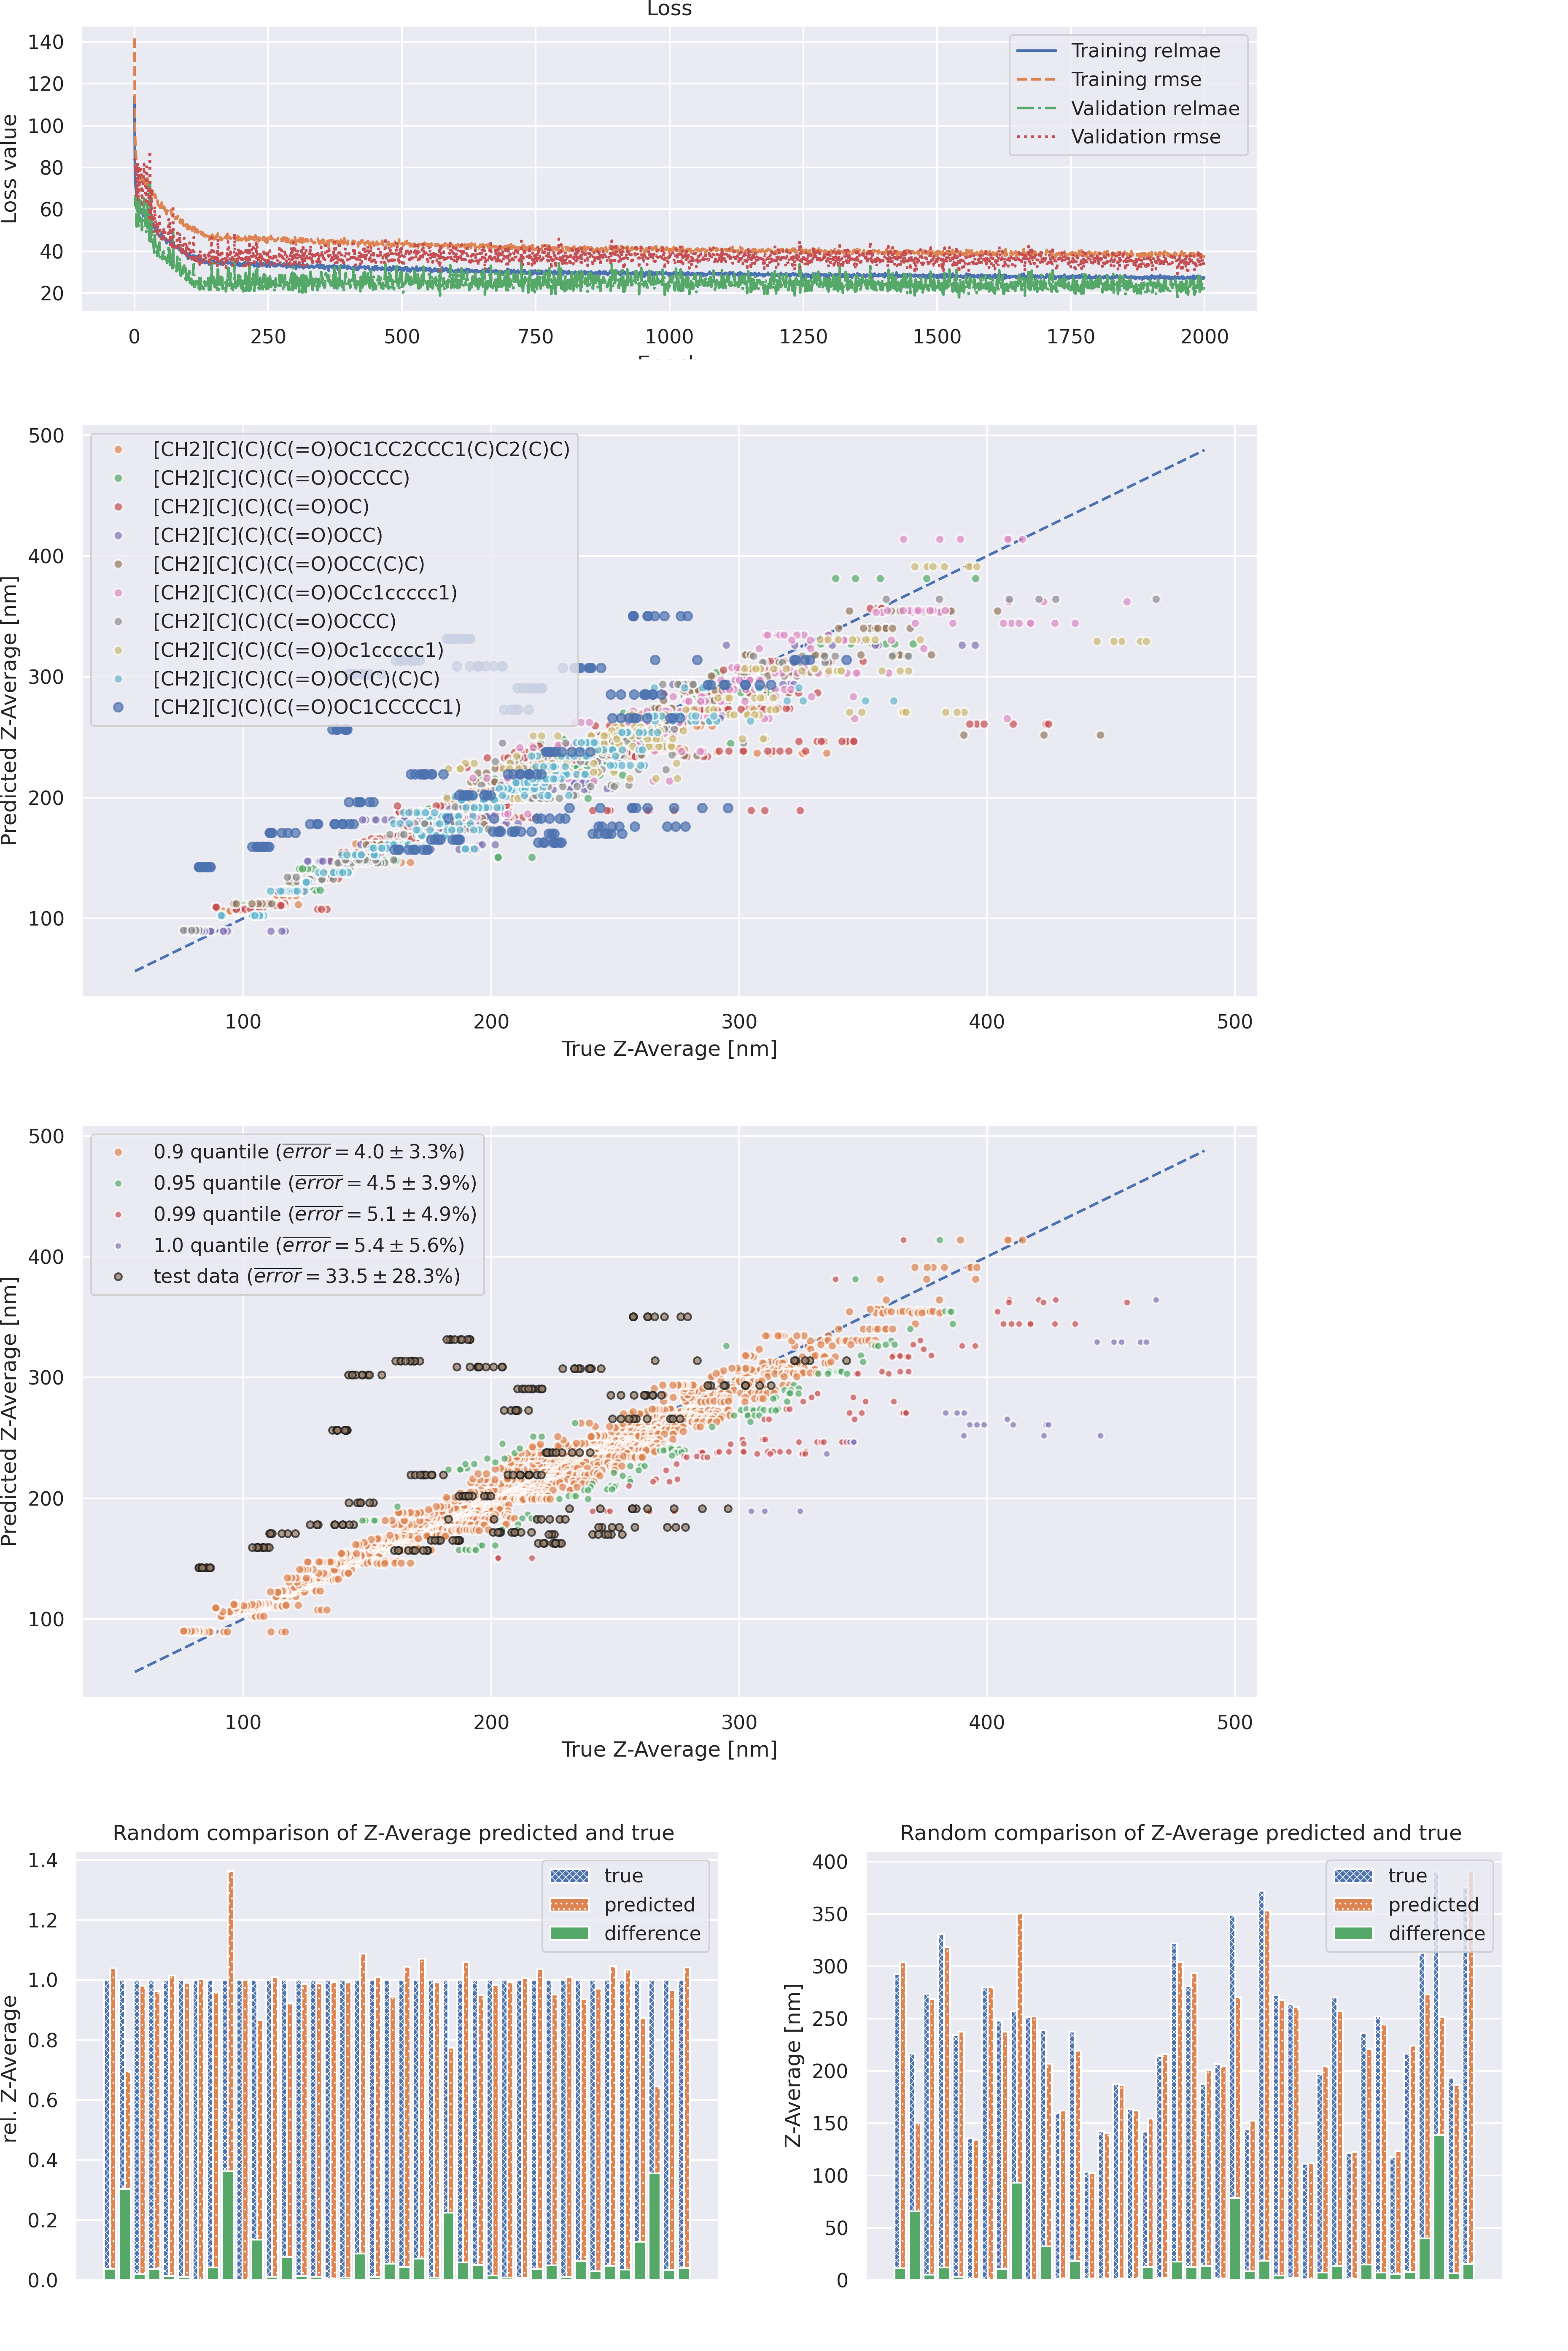 Loss
Loss value
140
120
100
80
60
40
20
Training relmae
Training rmse
Validation relmae
Validation rmse
0 250 500 750 1000 1250 1500 1750 2000
Epoch
Predicted Z-Average [nm]
500
400
300
200
100
[CH2][C](C)(C(=O)OC1CC2CCC1(C)C2(C)C)
[CH2][C](C)(C(=O)OCCCC)
[CH2][C](C)(C(=O)OC)
[CH2][C](C)(C(=O)OCC)
[CH2][C](C)(C(=O)OCC(C)C)
[CH2][C](C)(C(=O)OCc1ccccc1)
[CH2][C](C)(C(=O)OCCC)
[CH2][C](C)(C(=O)Oc1ccccc1)
[CH2][C](C)(C(=O)OC(C)(C)C)
[CH2][C](C)(C(=O)OC1CCCCC1)
100 200 300 400 500
True Z-Average [nm]
Predicted Z-Average [nm]
500
400
300
200
100
0.9 quantile (error = 4.0 ± 3.3%)
0.95 quantile (error = 4.5 ± 3.9%)
0.99 quantile (error = 5.1 ± 4.9%)
1.0 quantile (error = 5.4 ± 5.6%)
test data (error = 33.5 ± 28.3%)
100 200 300 400 500
True Z-Average [nm]
Random comparison of Z-Average predicted and true
rel. Z-Average
1.4
1.2
1.0
0.8
0.6
0.4
0.2
0.0
true
predicted
difference
Random comparison of Z-Average predicted and true
Z-Average [nm]
400
350
300
250
200
150
100
50
0
true
predicted
difference